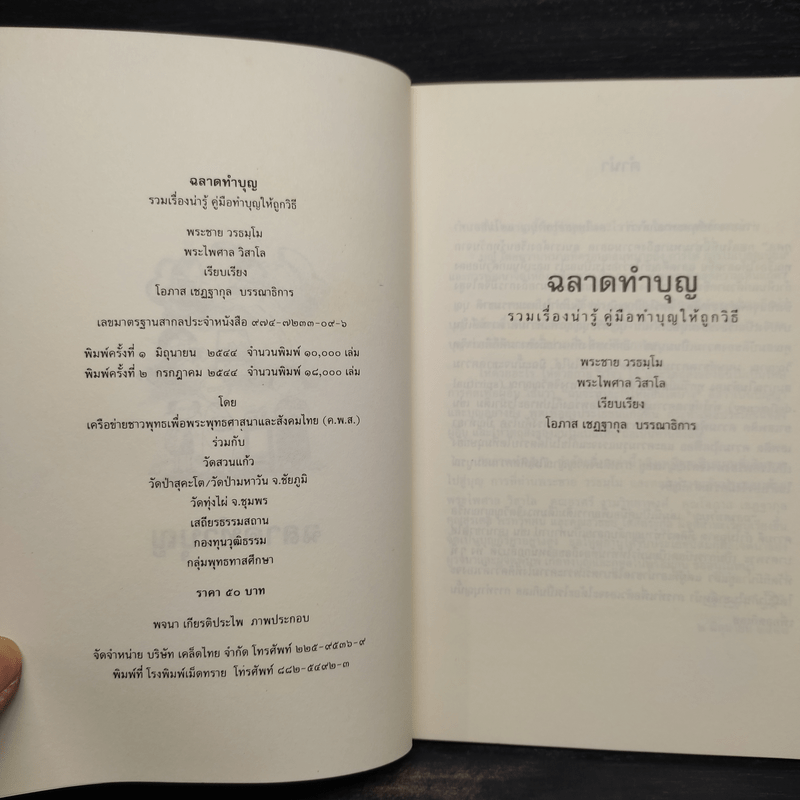 ฉลาดทำบุญ
รวมเรื่องน่ารู้ คู่มือทำบุญให้ถูกวิธี
พระชาย วรธมฺโม
พระไพศาล วิสาโล
เรียบเรียง
โอภาส เชฏฐากุล บรรณาธิการ
เลขมาตรฐานสากลประจำหนังสือ ๙๗๔-๗๒๓๓-๐๙-๖
พิมพ์ครั้งที่ ๑ มิถุนายน ๒๕๔๔ จำนวนพิมพ์ ๑๐,๐๐๐ เล่ม
พิมพ์ครั้งที่ ๒ กรกฎาคม ๒๕๔๔ จำนวนพิมพ์ ๑๘,๐๐๐ เล่ม
โดย
เครือข่ายชาวพุทธเพื่อพระพุทธศาสนาและสังคมไทย (ค.พ.ส.)
ร่วมกับ
วัดสวนแก้ว
วัดป่าสุคะโต/วัดป่ามหาวัน จ.ชัยภูมิ
วัดทุ่งไผ่ จ.ชุมพร
เสถียรธรรมสถาน
กองทุนวุฒิธรรม
กลุ่มพุทธทาสศึกษา
ราคา ๕๐ บาท
พจนา เกียรติประไพ ภาพประกอบ
จัดจำหน่าย บริษัท เคล็ดไทย จำกัด โทรศัพท์ ๒๒๕-๙๕๓๖-๙
พิมพ์ที่ โรงพิมพ์เม็ดทราย โทรศัพท์ ๘๘๒-๕๔๙๒-๓
ฉลาดทำบุญ
รวมเรื่องน่ารู้ คู่มือทำบุญให้ถูกวิธี
พระชาย วรธมฺโม
พระไพศาล วิสาโล
เรียบเรียง
โอภาส เชฏฐากุล บรรณาธิการ